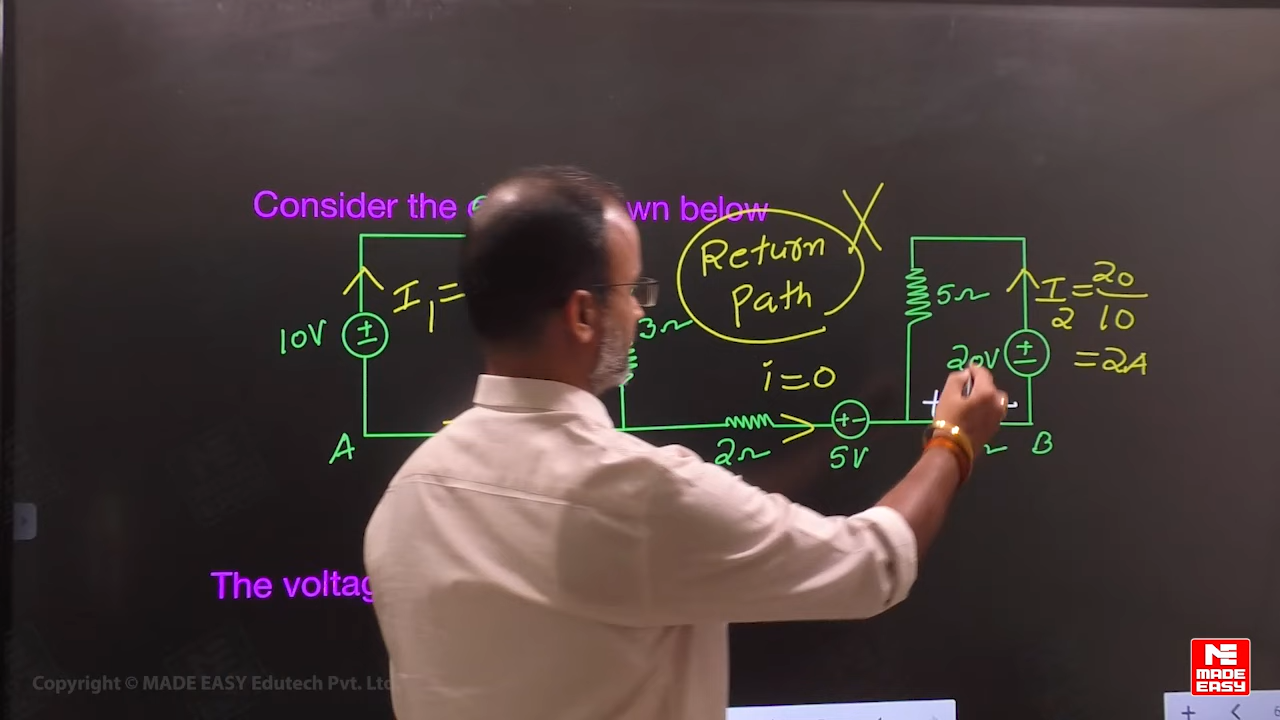 Consider the
wn below
Return
Path
10V
I1=
3Ω
i=0
5Ω
I2=20/10
=2A
20V
A
2Ω
5V
B
The voltag
Copyright © MADE EASY Edutech Pvt. Ltd
MADE
EASY